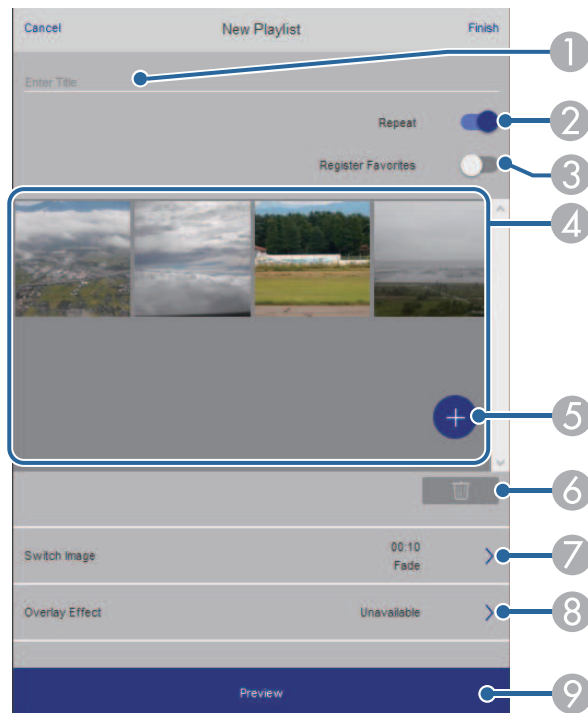 Cancel New Playlist Finish
Enter Title
1
Repeat
2
Register Favorites
3
4
5
6
Switch Image 00:10
Fade
7
Overlay Effect Unavailable
8
Preview
9